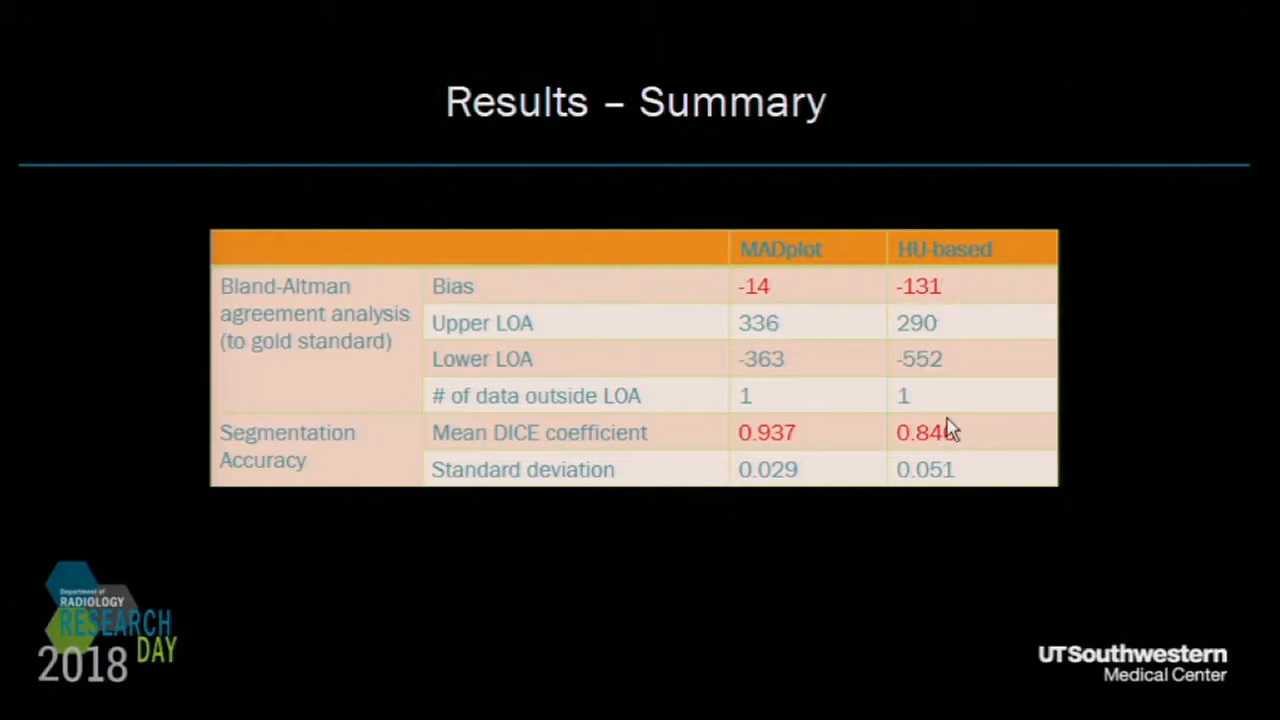 Results – Summary
MADplot HU-based
Bland-Altman agreement analysis (to gold standard)
Bias -14 -131
Upper LOA 336 290
Lower LOA -363 -552
# of data outside LOA 1 1
Segmentation Accuracy
Mean DICE coefficient 0.937
Standard deviation 0.029 0.051
Department of
RADIOLOGY
RESEARCH
DAY
2018
UTSouthwestern
Medical Center